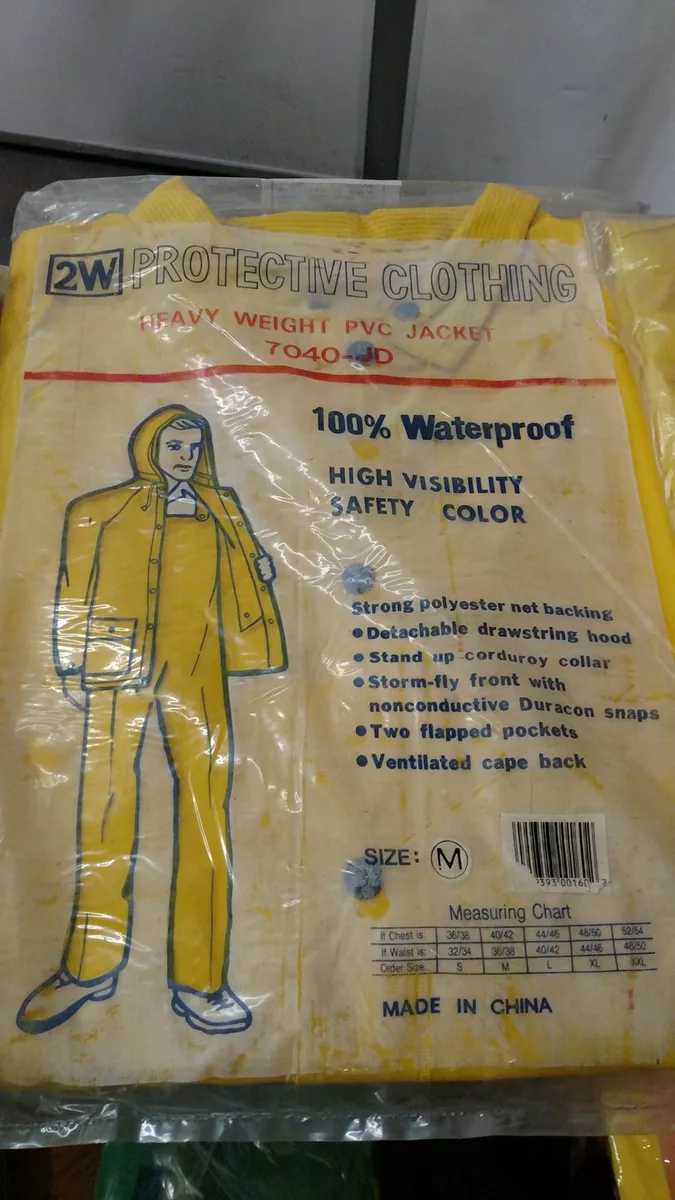 2W PROTECTIVE CLOTHING
HEAVY WEIGHT PVC JACKET
7040-JD
100% Waterproof
HIGH VISIBILITY
SAFETY COLOR
Strong polyester net backing
•Detachable drawstring hood
•Stand up corduroy collar
•Storm-fly front with
nonconductive Duracon snaps
•Two flapped pockets
•Ventilated cape back
SIZE: M
Measuring Chart
If Chest is: 36/38 40/42 44/46 48/50 52/54
If Waist is: 32/34 36/38 40/42 44/46 48/50
Order Size S M L XL XXL
MADE IN CHINA